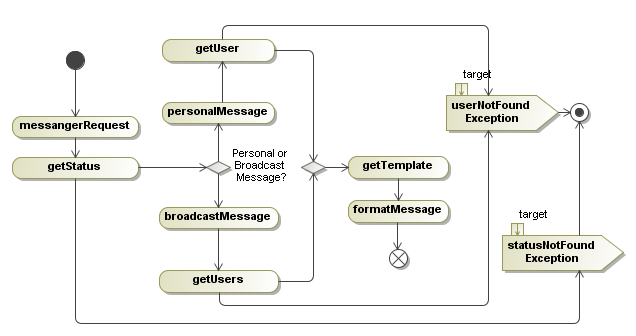 getUser
target
personalMessage
userNotFound
Exception
messangerRequest
Personal or
Broadcast
Message?
getStatus
getTemplate
broadcastMessage
formatMessage
target
statusNotFound
Exception
getUsers